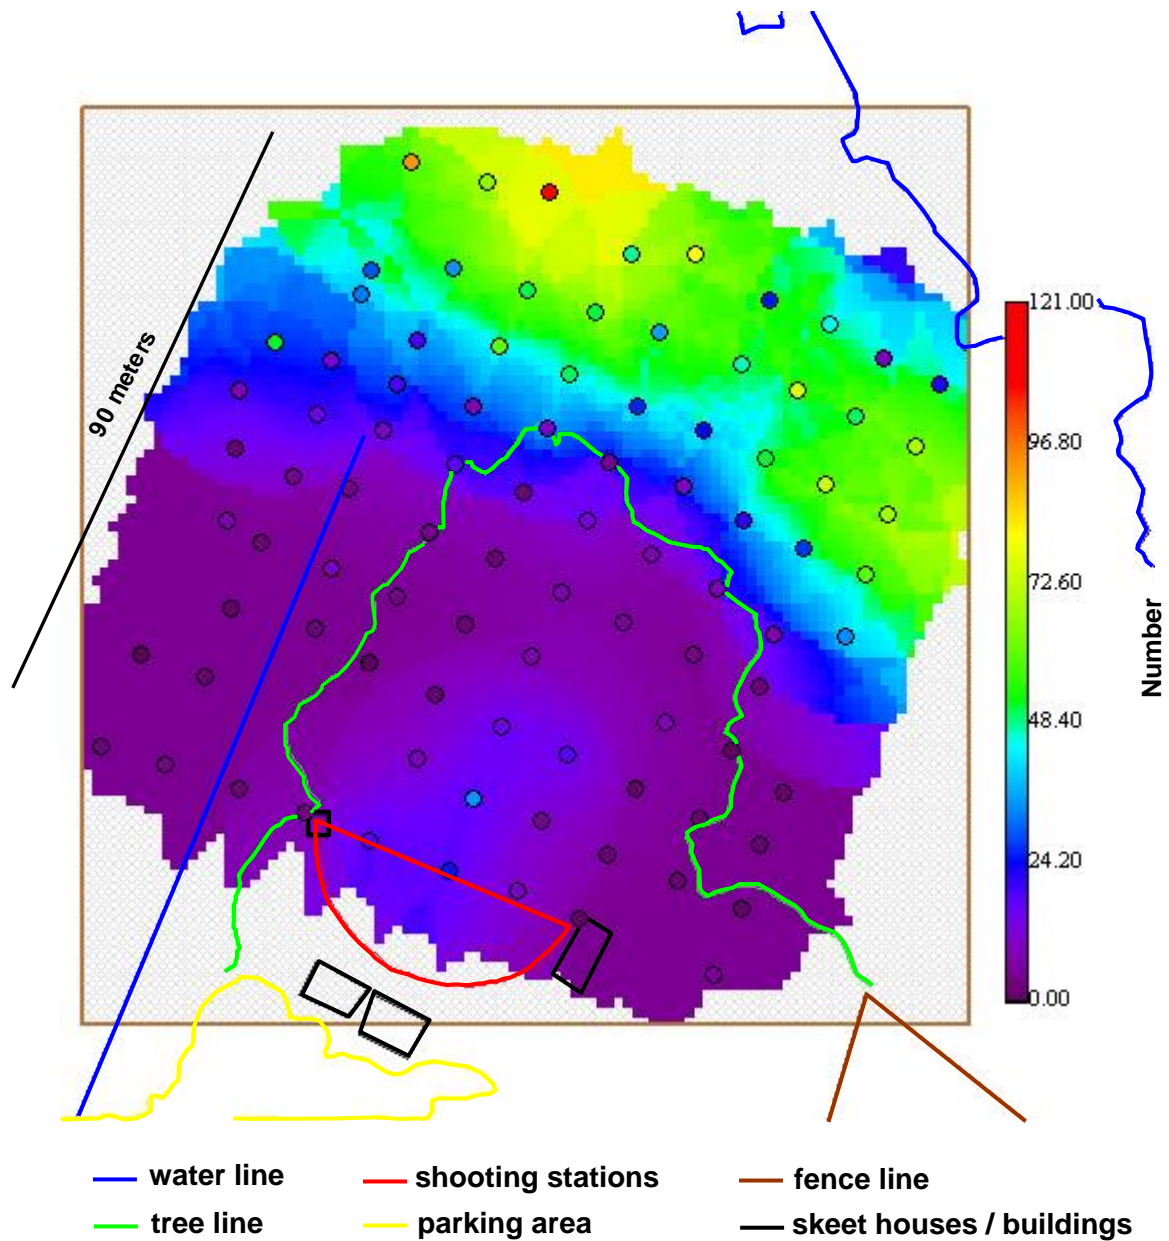 90 meters
121.00
96.80
72.60
48.40
24.20
0.00
Number
water line
shooting stations
fence line
tree line
parking area
skeet houses / buildings